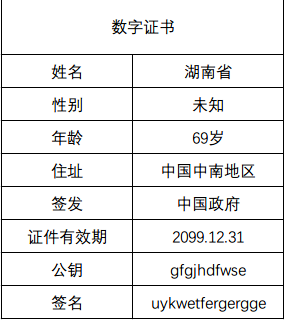 数字证书
姓名 湖南省
性别 未知
年龄 69岁
住址 中国中南地区
签发 中国政府
证件有效期 2099.12.31
公钥 gfgjhdfwse
签名 uykwetfergergge